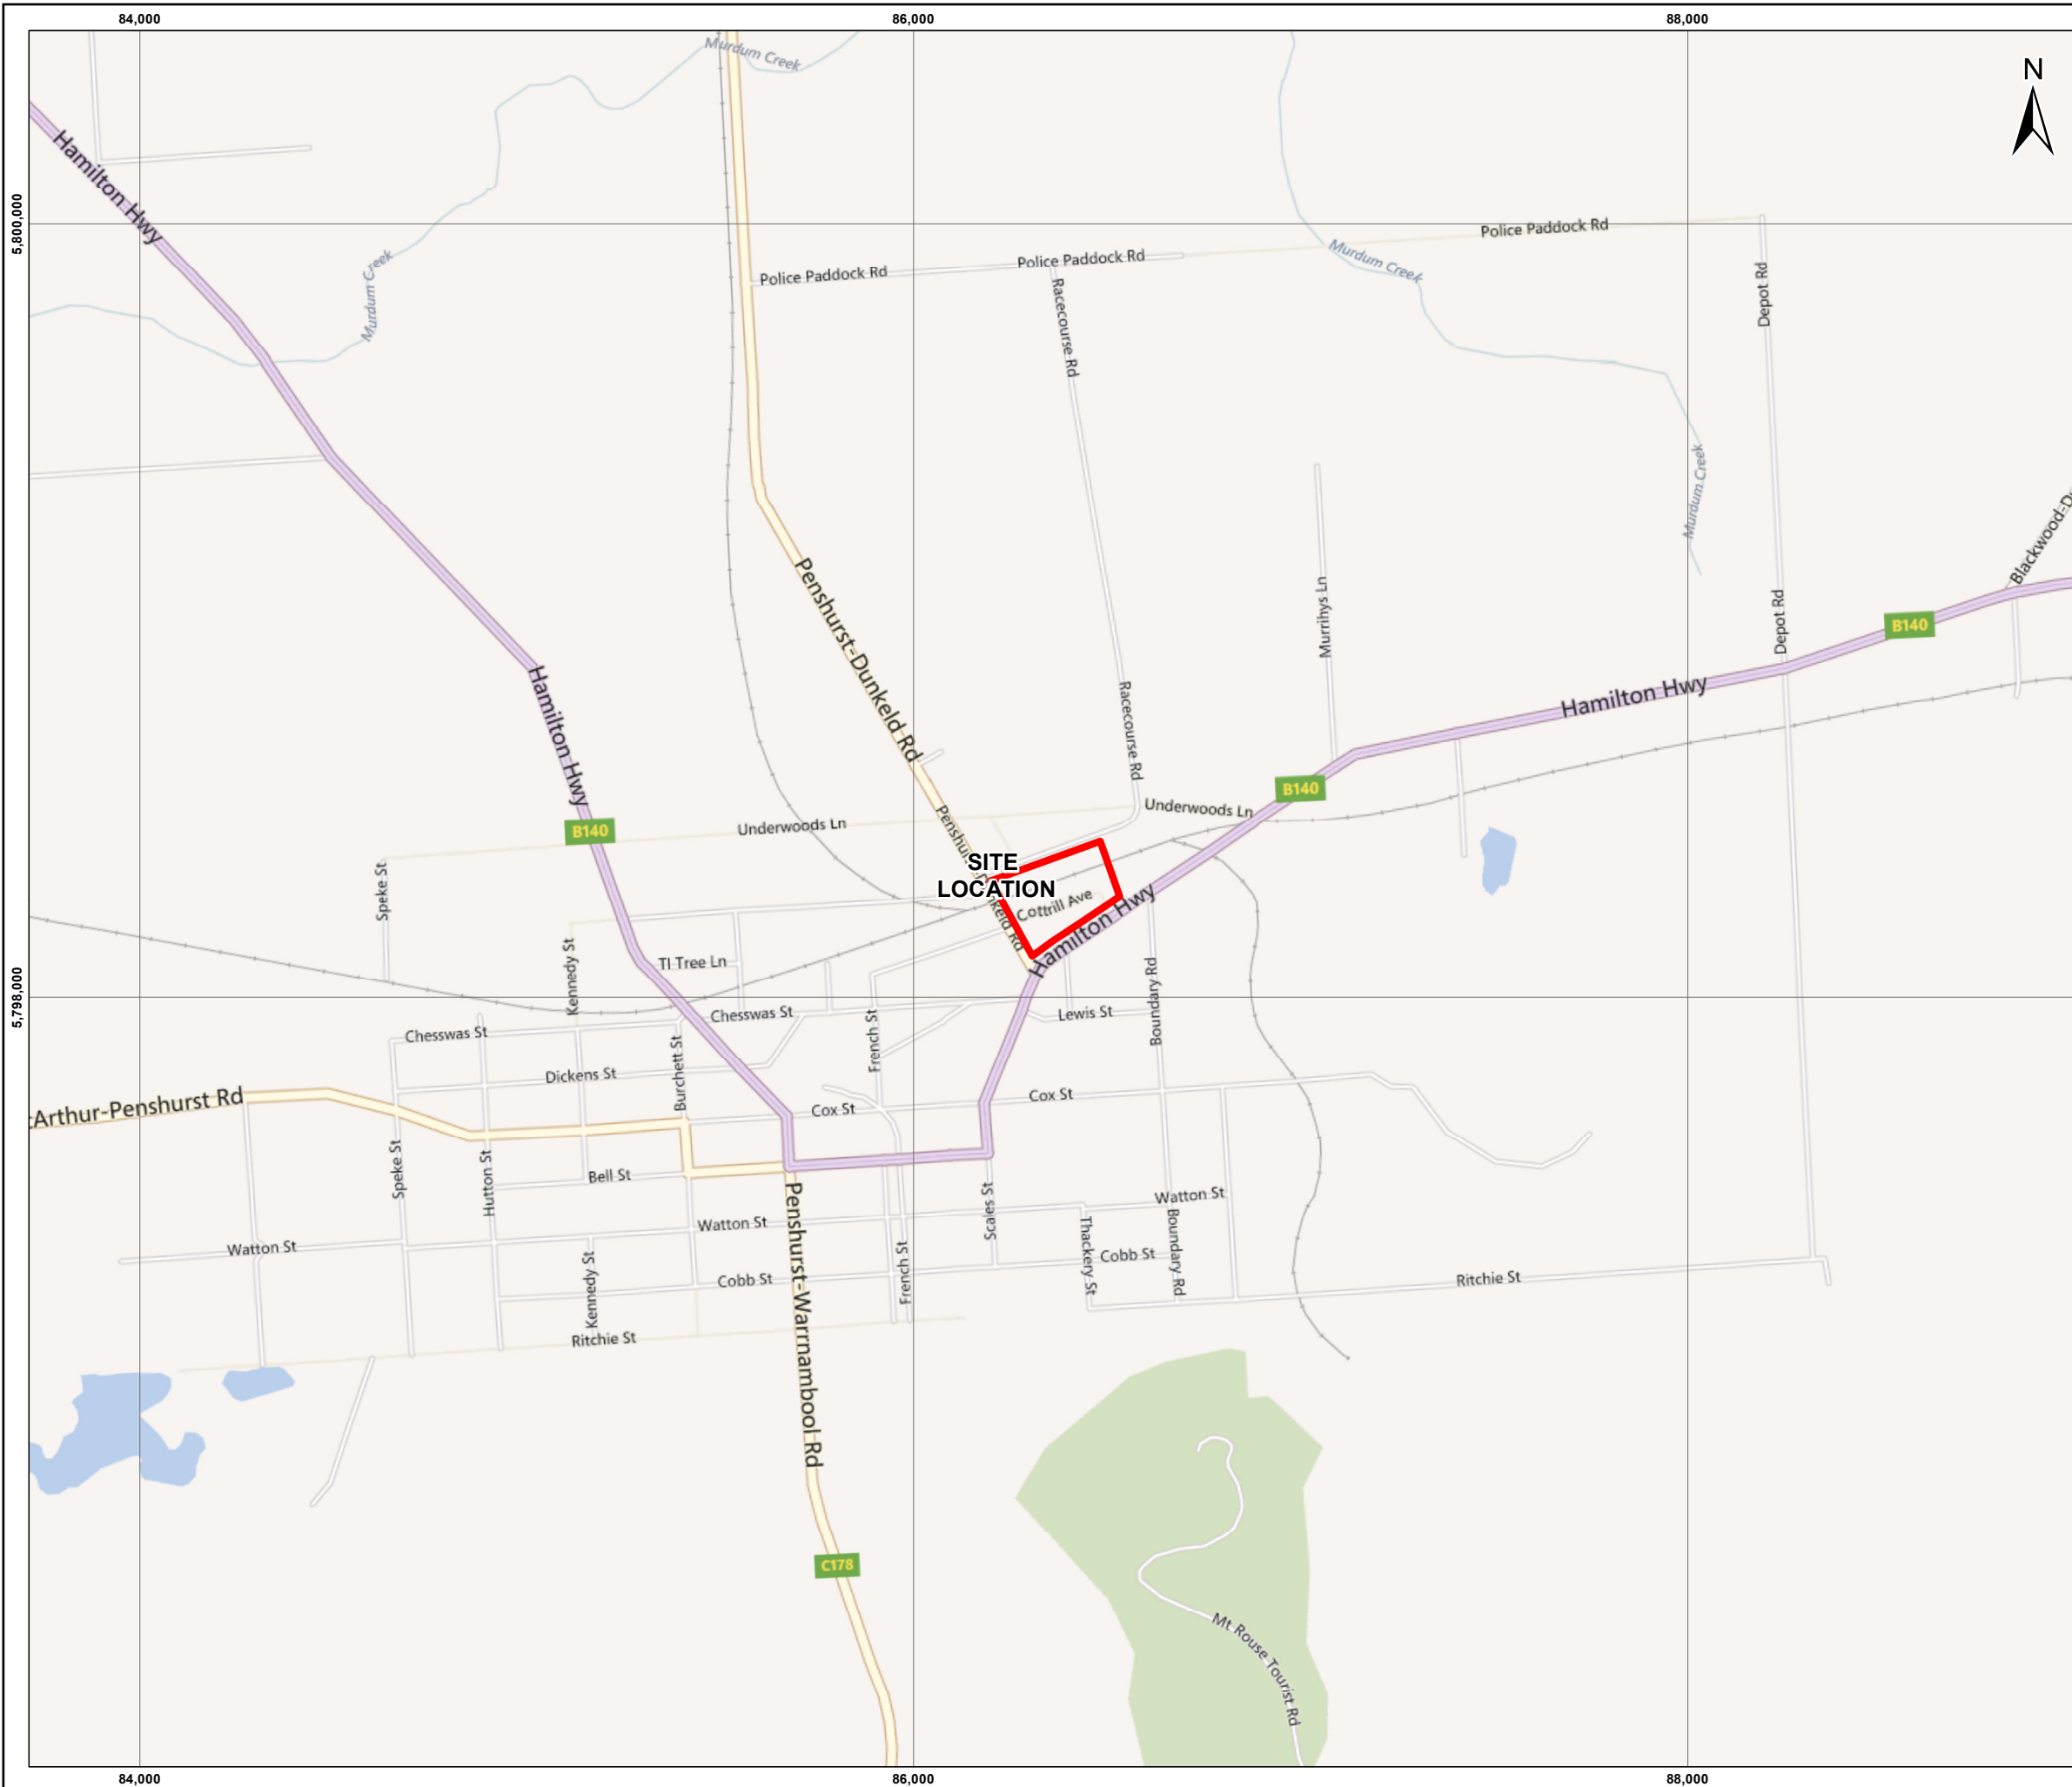 84,000
86,000
88,000
Murdum Creek
N
Hamilton Hwy
5,800,000
Police Paddock Rd
Police Paddock Rd
Police Paddock Rd
Murdum Creek
Murdum Creek
Racecourse Rd
Depot Rd
Murdum Creek
Blackwood-D
Penshurst-Dunkeld Rd
Murrihys Ln
Depot Rd
B140
Hamilton Hwy
Hamilton Hwy
Racecourse Rd
B140
Underwoods Ln
B140
Underwoods Ln
SITE
LOCATION
Speke St
Cottrill Ave
Hamilton Hwy
Kennedy St
TI Tree Ln
5,798,000
Boundary Rd
Chesswas St
Chesswas St
French St
Lewis St
Burchett St
Dickens St
Arthur-Penshurst Rd
Cox St
Cox St
Speke St
Hutton St
Bell St
Watton St
Watton St
Watton St
Scales St
Thackery St
Boundary Rd
Cobb St
Cobb St
Kennedy St
French St
Ritchie St
Ritchie St
Penshurst-Warrnambool Rd
C178
Mt Rouse Tourist Rd
84,000
86,000
88,000